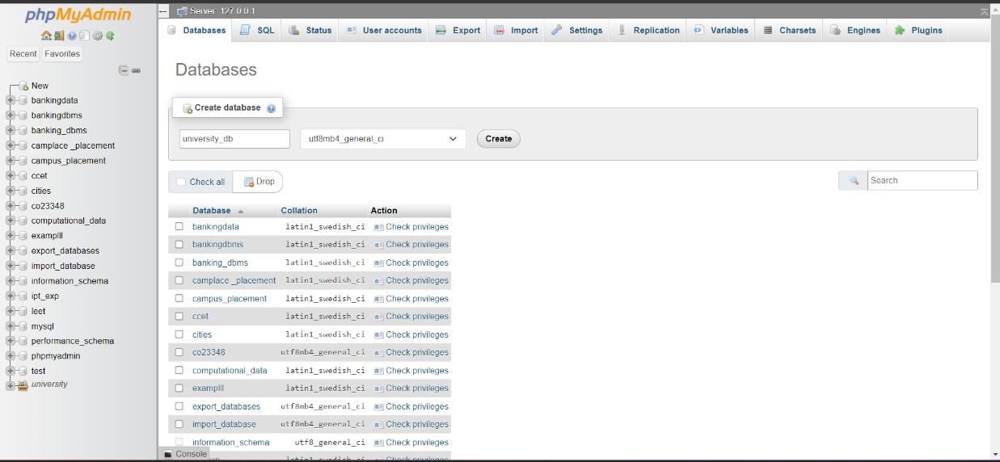 phpMyAdmin
Recent Favorites
New
bankingdata
bankingdbms
banking_dbms
camplace _placement
campus_placement
ccet
cities
co23348
computational_data
examplll
export_databases
import_database
information_schema
ipt_exp
leet
mysql
performance_schema
phpmyadmin
test
university
Server: 127.0.0.1
Databases SQL Status User accounts Export Import Settings Replication Variables Charsets Engines Plugins
Databases
Create database
university_db utf8mb4_general_ci Create
Check all Drop Search
Database Collation Action
bankingdata latin1_swedish_ci Check privileges
bankingdbms latin1_swedish_ci Check privileges
banking_dbms latin1_swedish_ci Check privileges
camplace _placement latin1_swedish_ci Check privileges
campus_placement latin1_swedish_ci Check privileges
ccet latin1_swedish_ci Check privileges
cities latin1_swedish_ci Check privileges
co23348 utf8mb4_general_ci Check privileges
computational_data latin1_swedish_ci Check privileges
examplll latin1_swedish_ci Check privileges
export_databases utf8mb4_general_ci Check privileges
import_database utf8mb4_general_ci Check privileges
information_schema utf8_general_ci Check privileges
Console